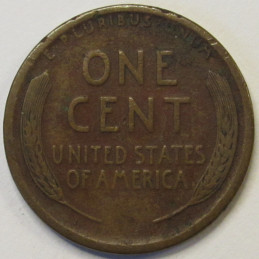 E·PLURIBUS·UNUM
ONE
CENT
UNITED STATES
OF AMERICA